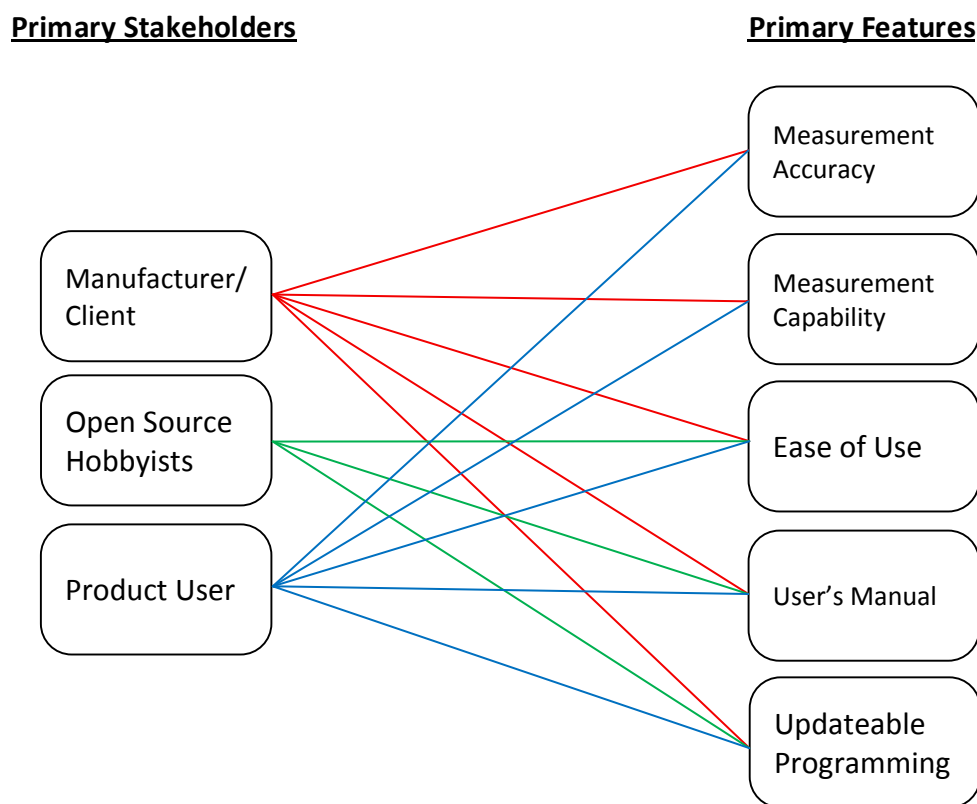 Primary Stakeholders
Primary Features
Manufacturer/
Client
Open Source
Hobbyists
Product User
Measurement
Accuracy
Measurement
Capability
Ease of Use
User’s Manual
Updateable
Programming